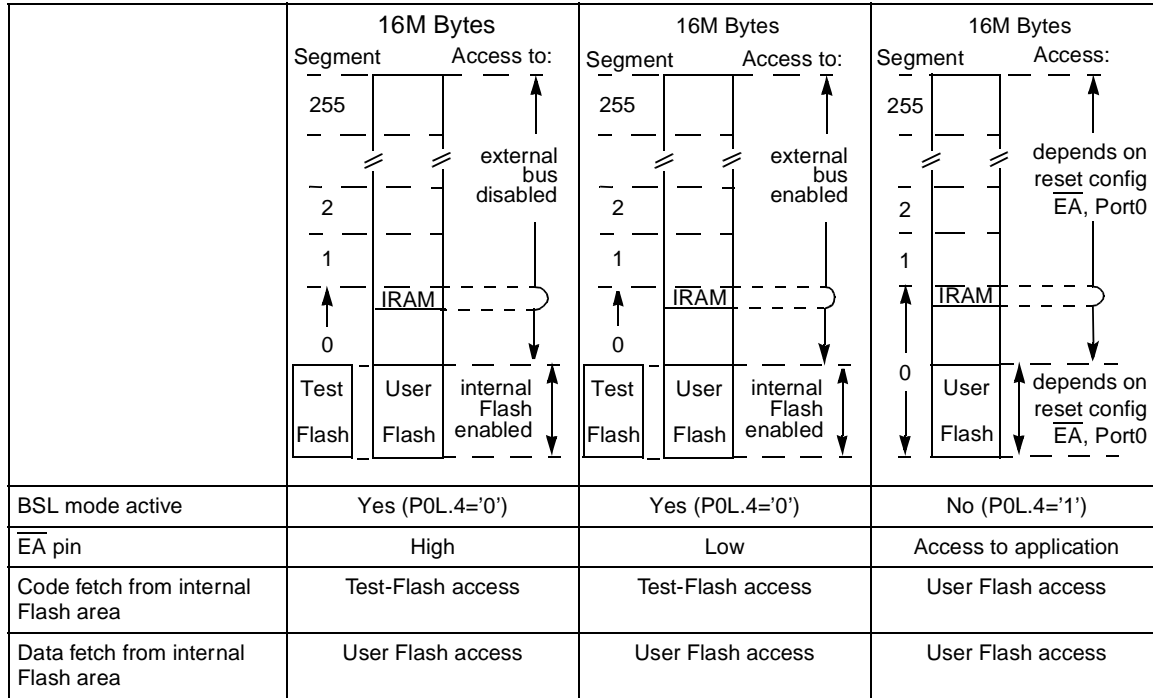 16M Bytes
Segment Access to:
255
external
bus
disabled
2
1
IRAM
0
Test User internal
Flash
Flash Flash enabled
16M Bytes
Segment Access to:
255
external
bus
enabled
2
1
IRAM
0
Test User internal
Flash
Flash Flash enabled
16M Bytes
Segment Access:
255
depends on
reset config
EA, Port0
2
1
IRAM
0
User depends on
reset config
Flash EA, Port0
BSL mode active Yes (P0L.4='0') Yes (P0L.4='0') No (P0L.4='1')
EA pin High Low Access to application
Code fetch from internal Test-Flash access Test-Flash access User Flash access
Flash area
Data fetch from internal User Flash access User Flash access User Flash access
Flash area